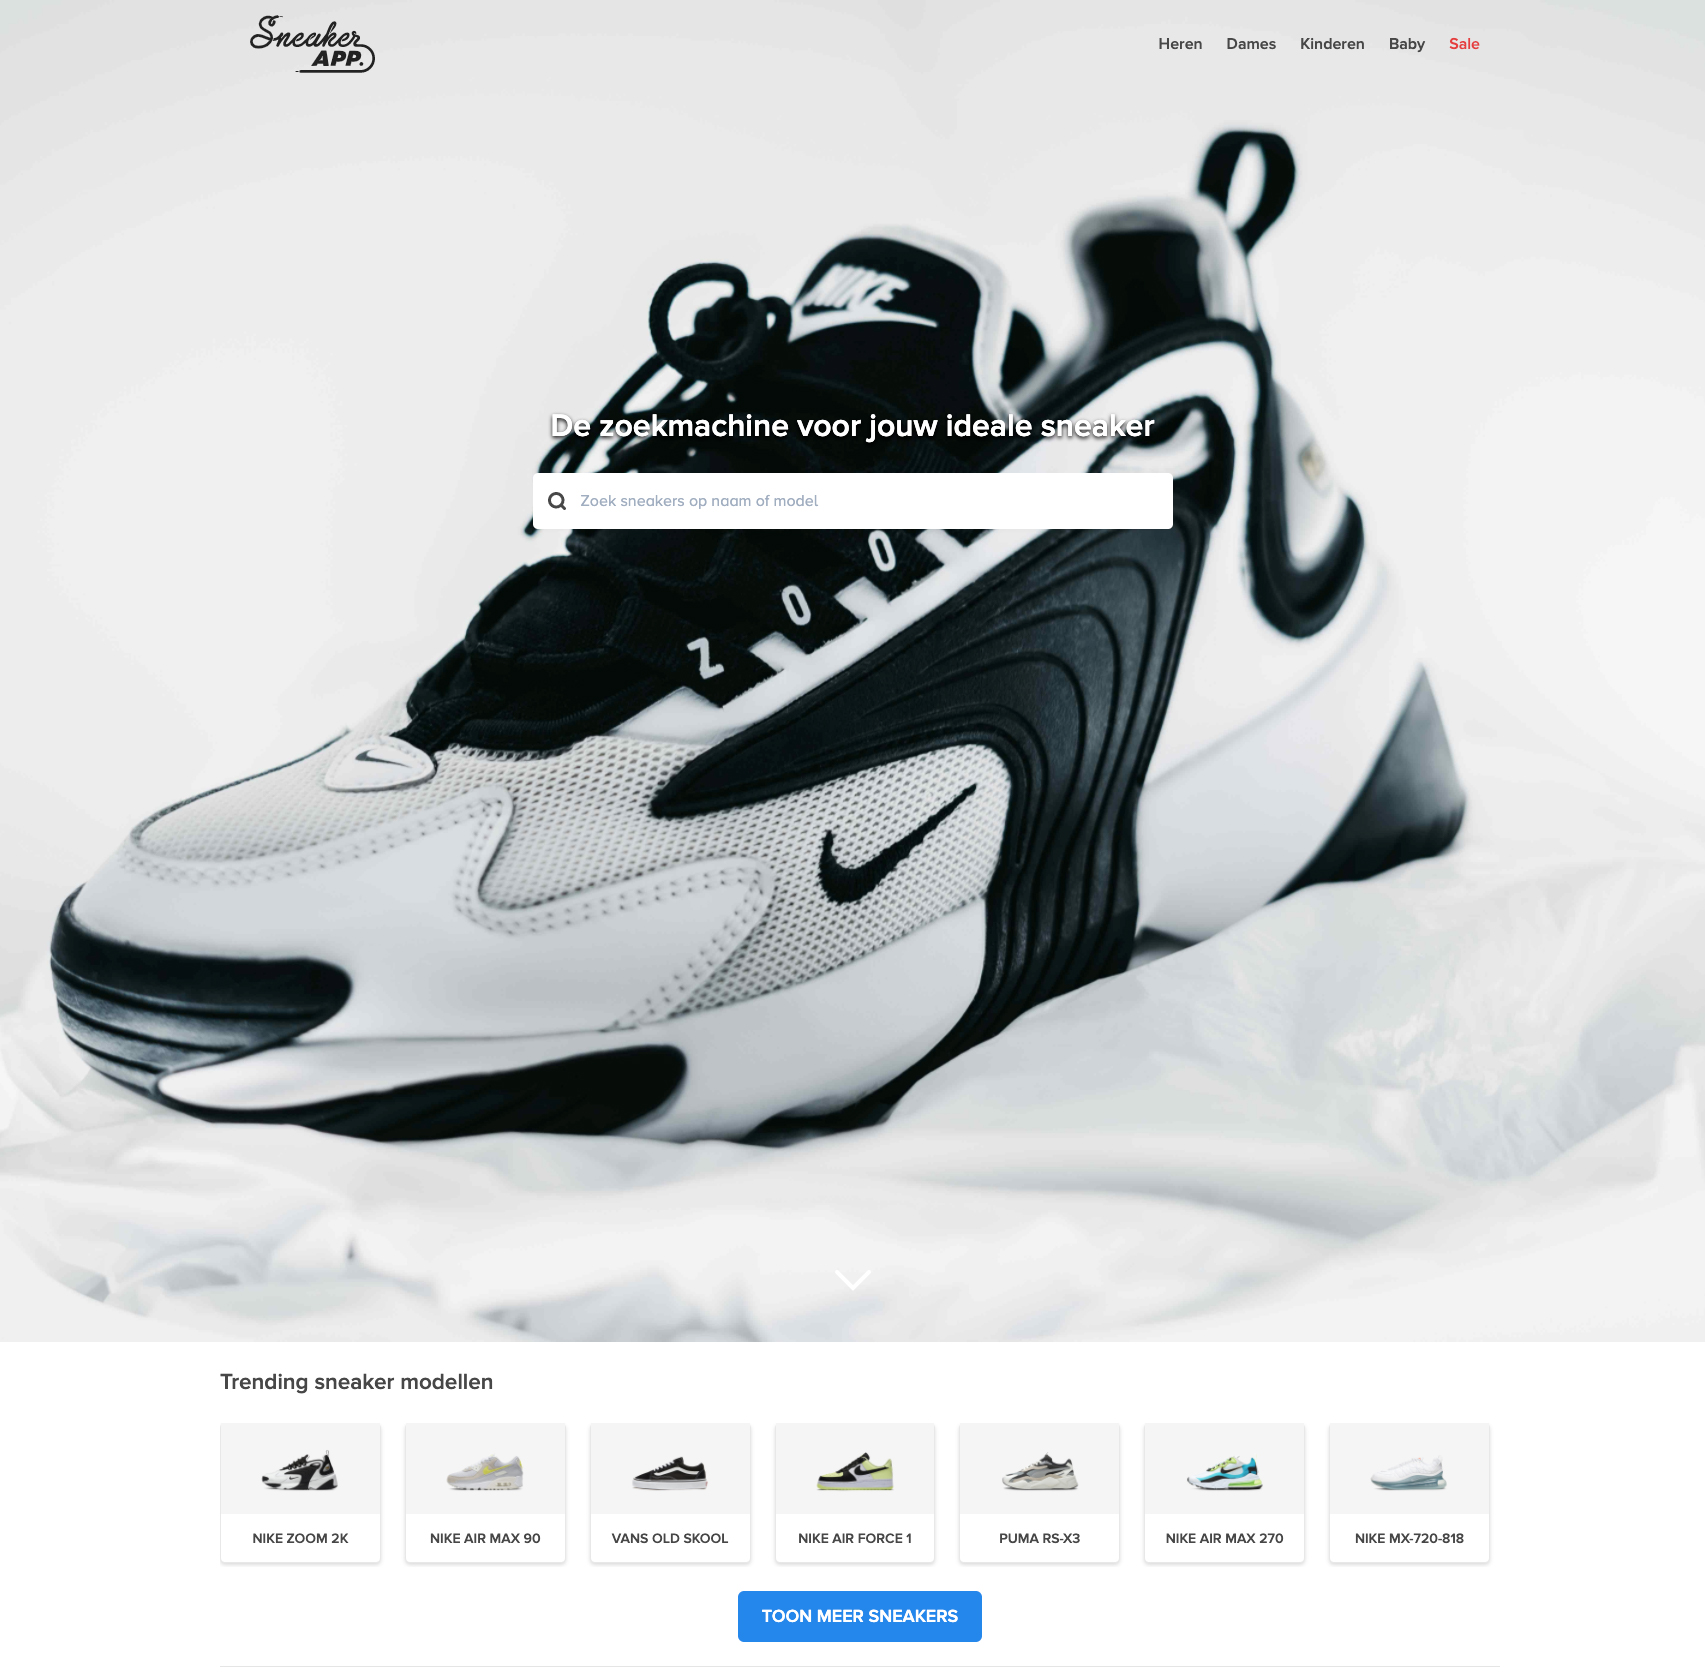 Sneaker
APP.
Heren Dames Kinderen Baby Sale
NIKE
De zoekmachine voor jouw ideale sneaker
Zoek sneakers op naam of model
Z O O
Trending sneaker modellen
NIKE ZOOM 2K
NIKE AIR MAX 90
VANS OLD SKOOL
NIKE AIR FORCE 1
PUMA RS-X3
NIKE AIR MAX 270
NIKE MX-720-818
TOON MEER SNEAKERS